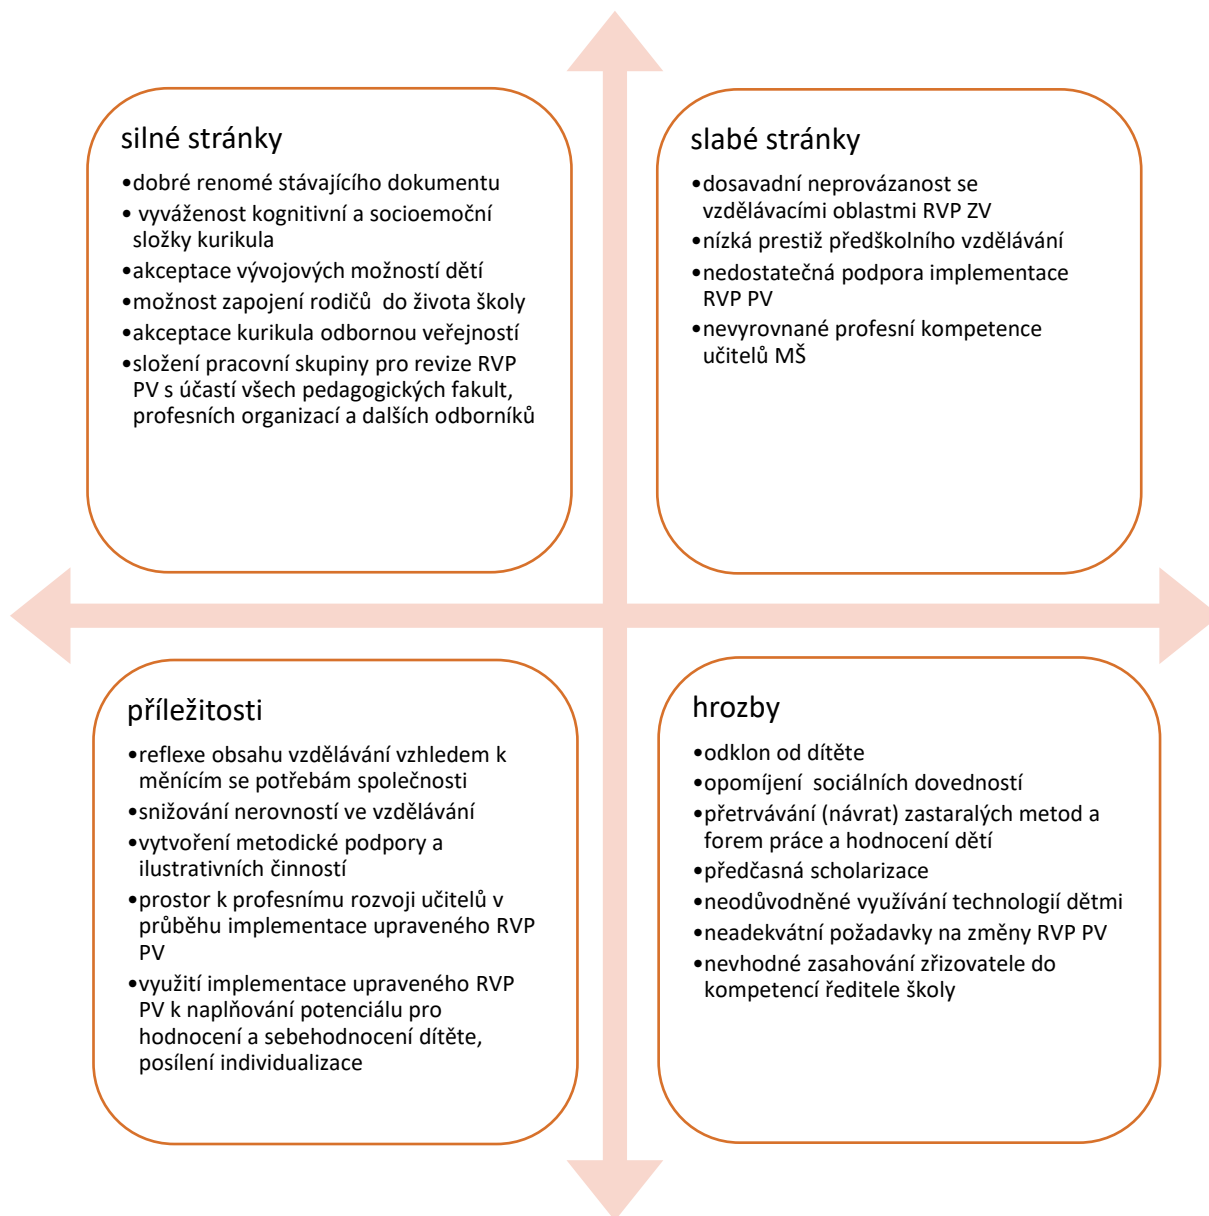 silné stránky
•dobré renomé stávajícího dokumentu
• vyváženost kognitivní a socioemoční
složky kurikula
•akceptace vývojových možností dětí
•možnost zapojení rodičů  do života školy
•akceptace kurikula odbornou veřejností
•složení pracovní skupiny pro revize RVP
PV s účastí všech pedagogických fakult,
profesních organizací a dalších odborníků
slabé stránky
•dosavadní neprovázanost se
vzdělávacími oblastmi RVP ZV
•nízká prestiž předškolního vzdělávání
•nedostatečná podpora implementace
RVP PV
•nevyrovnané profesní kompetence
učitelů MŠ
příležitosti
•reflexe obsahu vzdělávání vzhledem k
měnícím se potřebám společnosti
•snižování nerovností ve vzdělávání
•vytvoření metodické podpory a
ilustrativních činností
•prostor k profesnímu rozvoji učitelů v
průběhu implementace upraveného RVP
PV
•využití implementace upraveného RVP
PV k naplňování potenciálu pro
hodnocení a sebehodnocení dítěte,
posílení individualizace
hrozby
•odklon od dítěte
•opomíjení  sociálních dovedností
•přetrvávání (návrat) zastaralých metod a
forem práce a hodnocení dětí
•předčasná scholarizace
•neodůvodněné využívání technologií dětmi
•neadekvátní požadavky na změny RVP PV
•nevhodné zasahování zřizovatele do
kompetencí ředitele školy